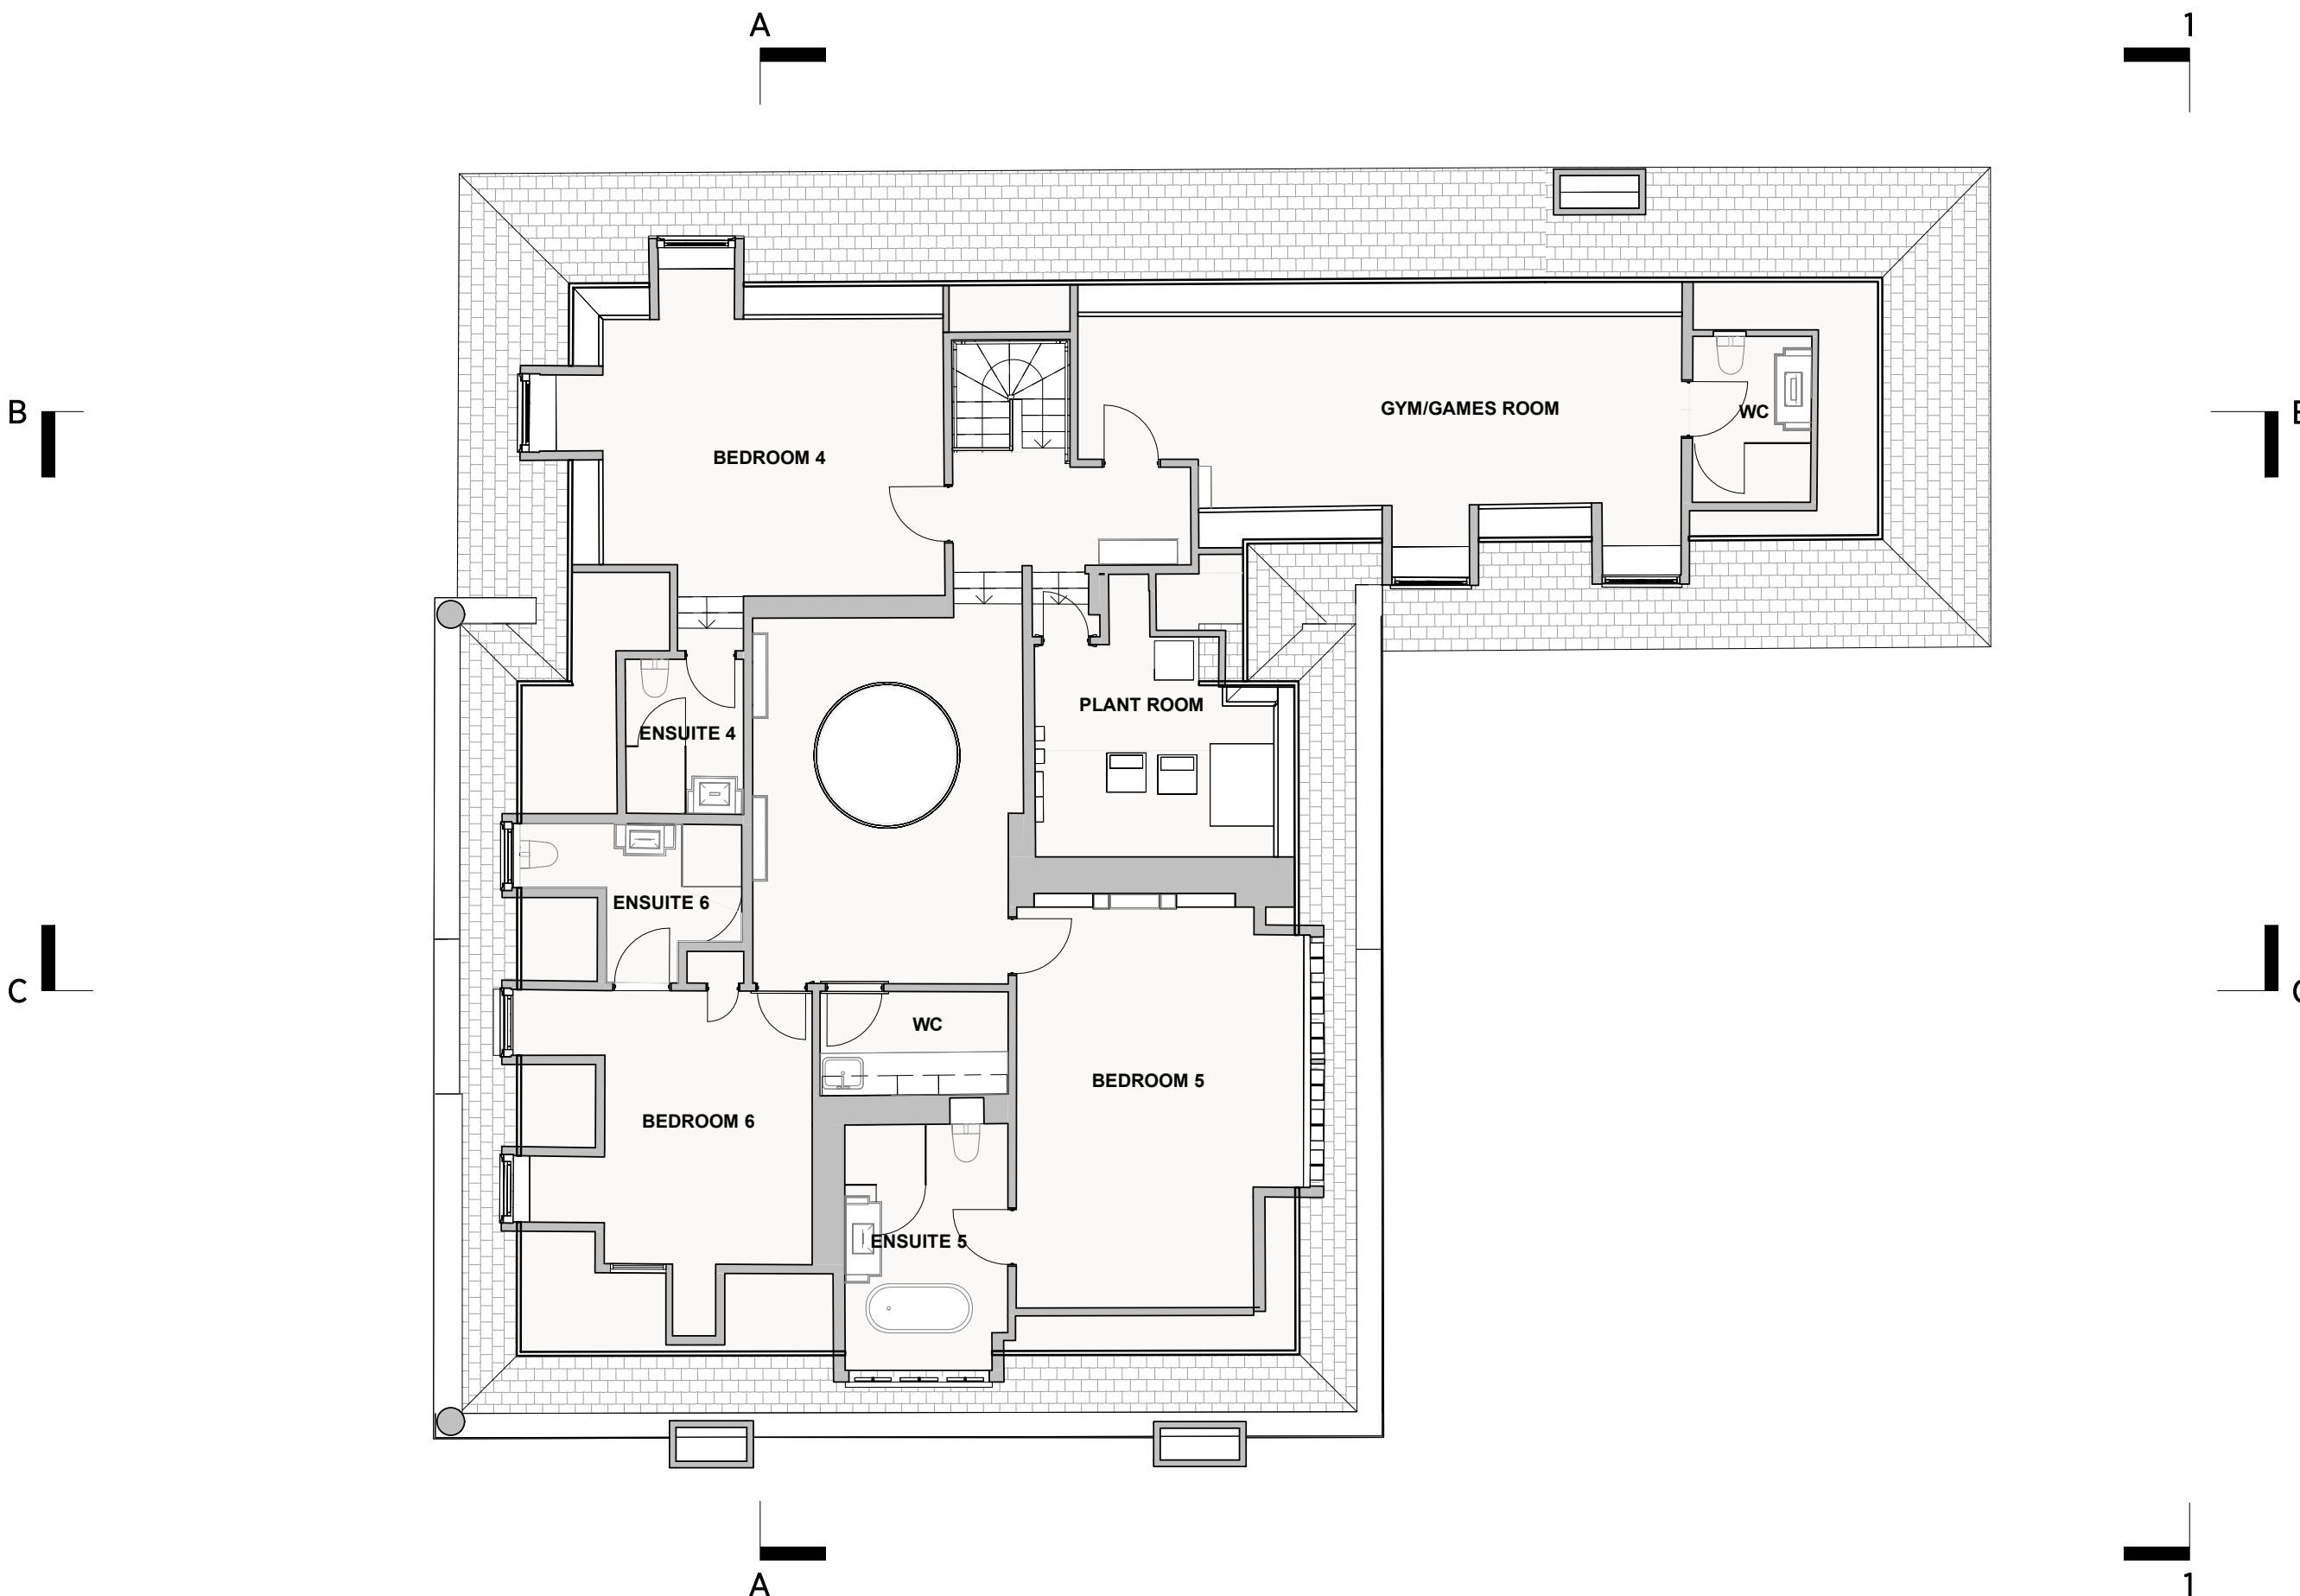 A
1
B
BEDROOM 4
GYM/GAMES ROOM
WC
PLANT ROOM
ENSUITE 4
ENSUITE 6
C
WC
BEDROOM 5
BEDROOM 6
ENSUITE 5
A
1